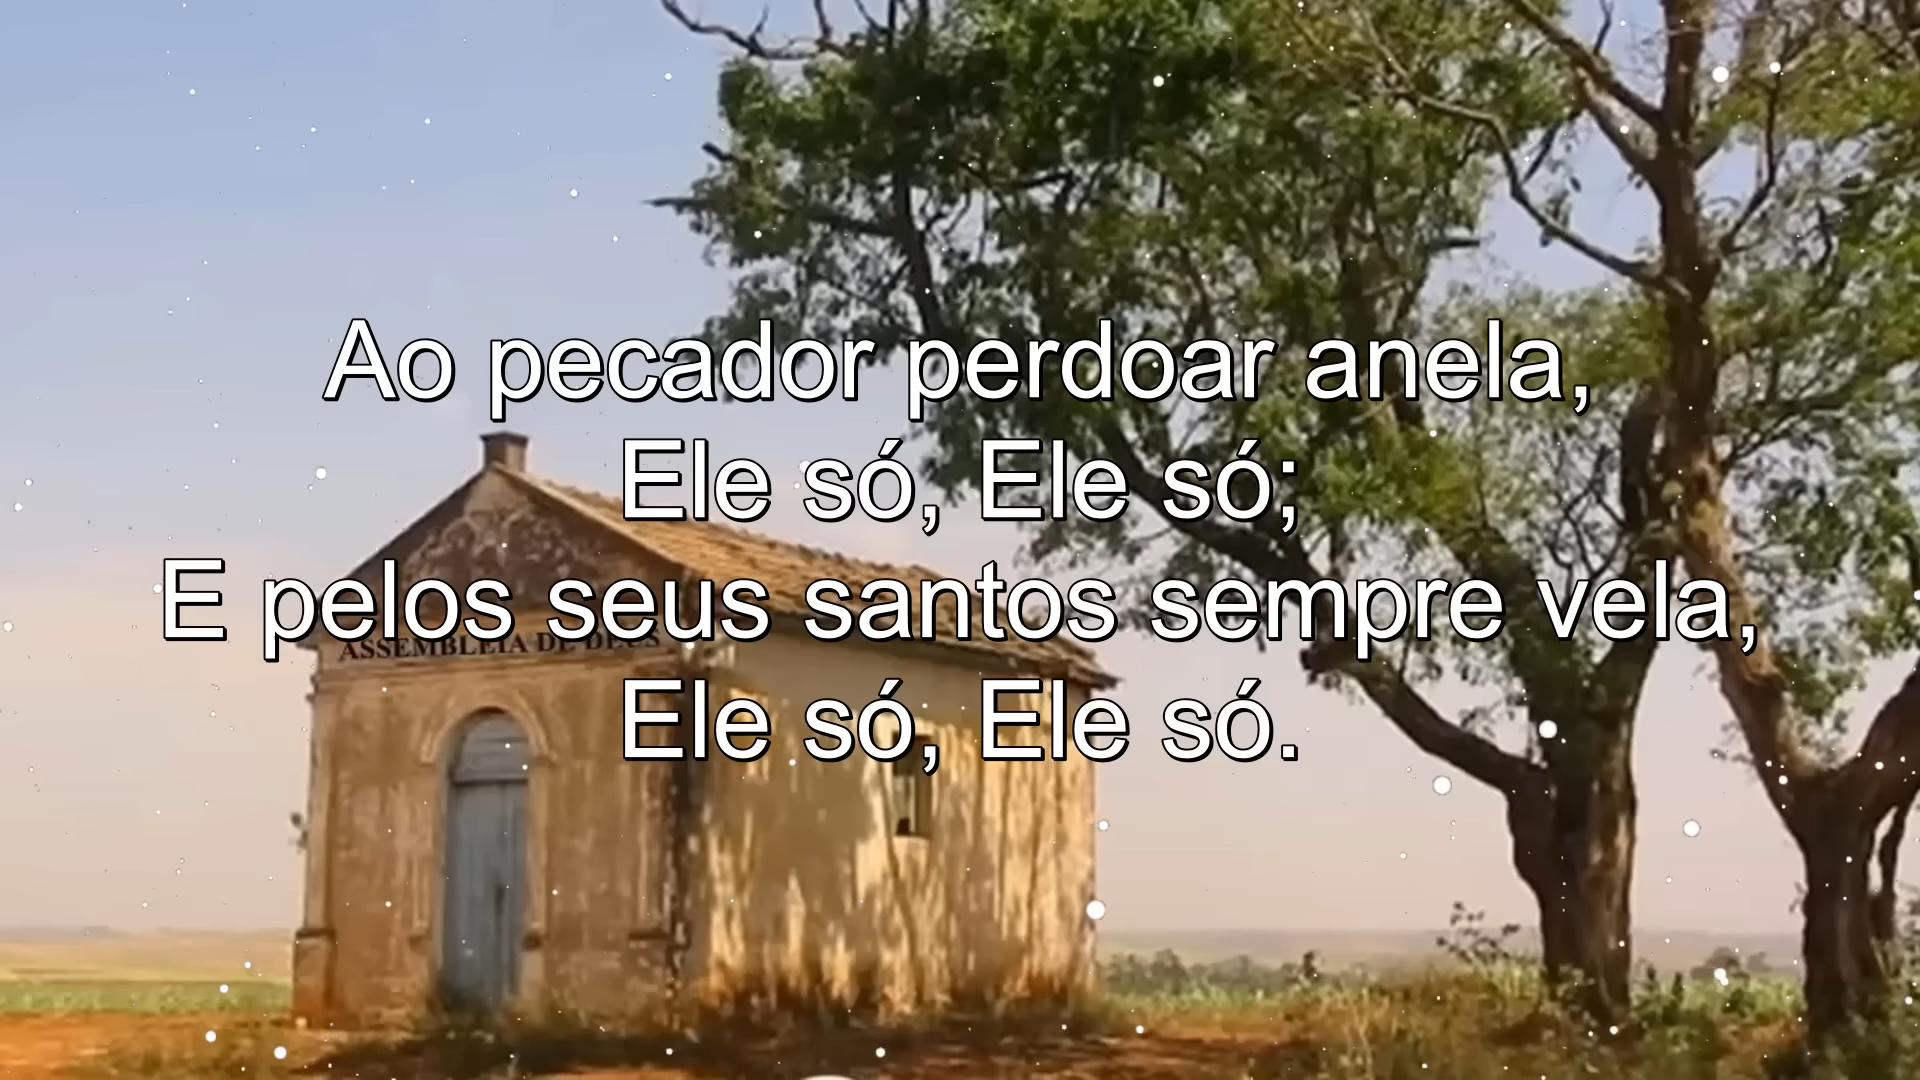 Ao pecador perdoar anela,
Ele só, Ele só;
E pelos seus santos sempre vela,
ASSEMBLEIA DE DEUS
Ele só, Ele só.